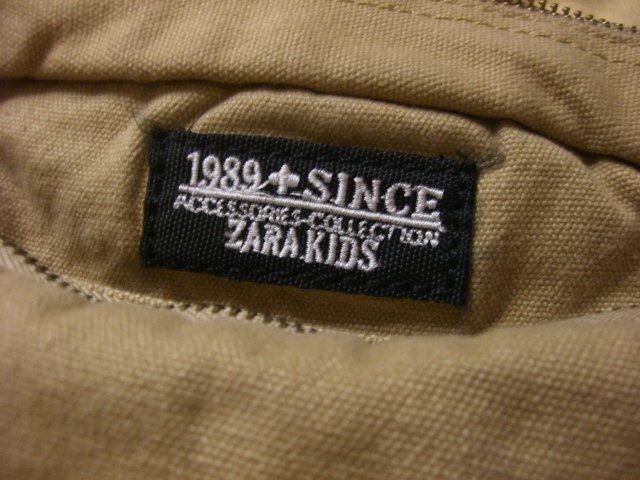 1989 SINCE
ACCESSORIES-COLLECTION
ZARA KIDS